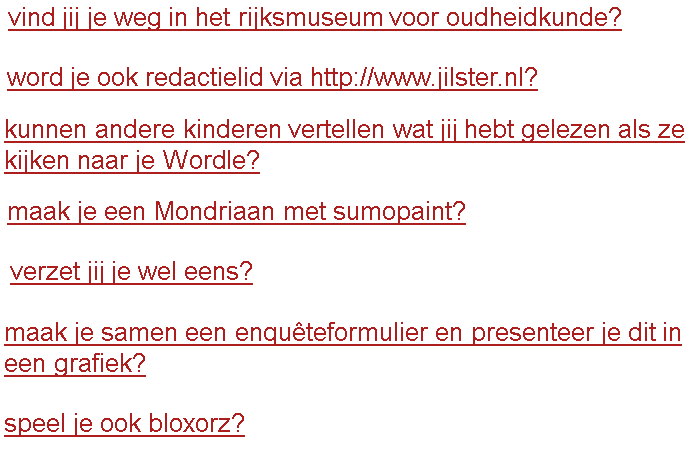 vind jij je weg in het rijksmuseum voor oudheidkunde?
word je ook redactielid via http://www.jilster.nl?
kunnen andere kinderen vertellen wat jij hebt gelezen als ze
kijken naar je Wordle?
maak je een Mondriaan met sumopaint?
verzet jij je wel eens?
maak je samen een enquêteformulier en presenteer je dit in
een grafiek?
speel je ook bloxorz?